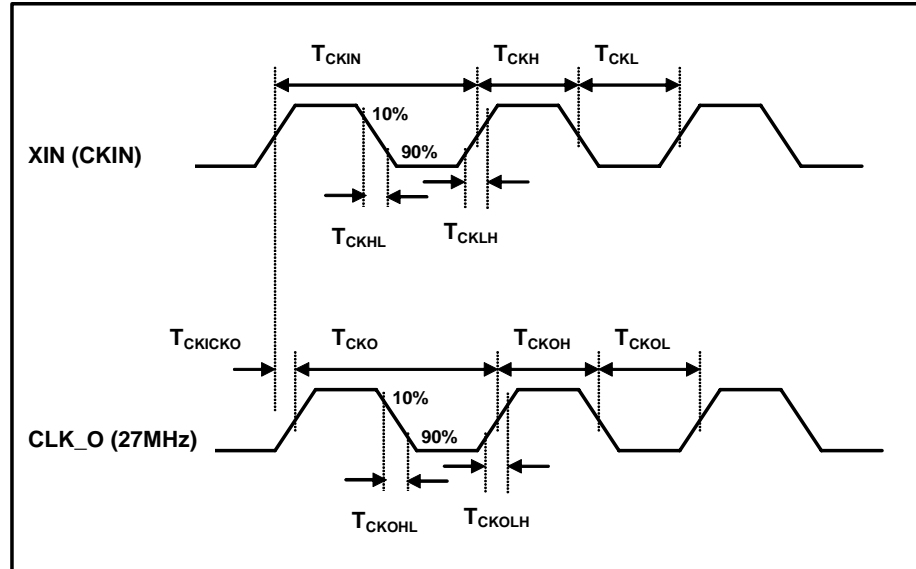 TCKIN TCKH TCKL
10%
XIN (CKIN)
90%
TCKHL TCKLH
TCKICKO TCKO TCKOH TCKOL
10%
CLK_O (27MHz)
90%
TCKOHL TCKOLH